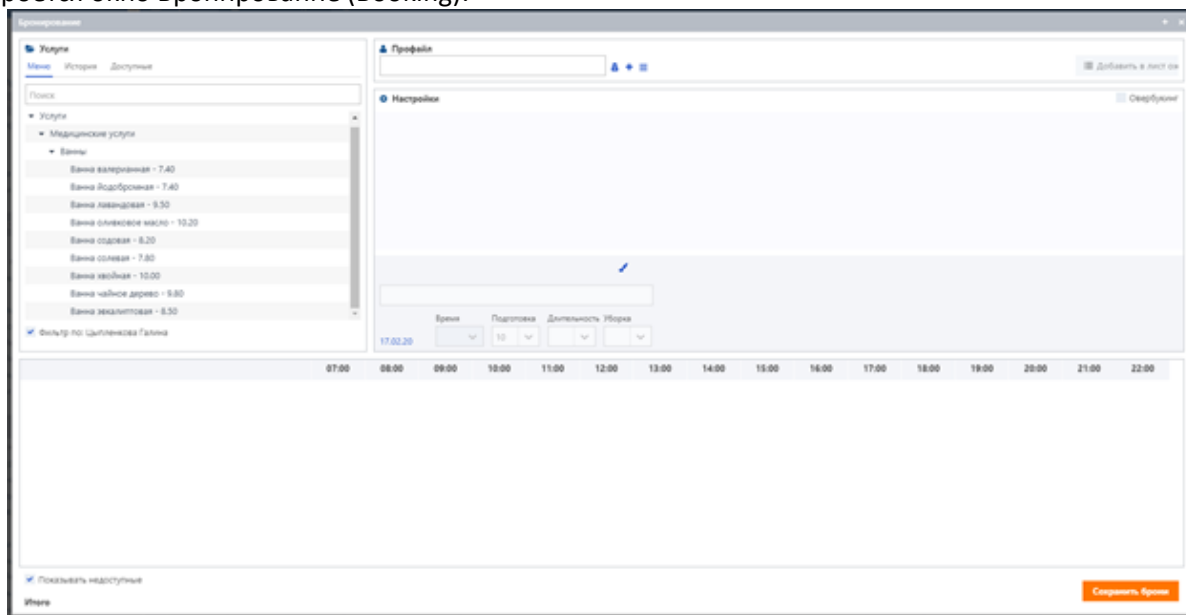 окно Бронирование (Booking).
Бронирование
Услуги
Меню История Доступные
Поиск
Услуги
Медицинские услуги
Ванны
Ванна валерианная - 7.40
Ванна йодобромная - 7.40
Ванна лавандовая - 9.50
Ванна оливковое масло - 10.20
Ванна содовая - 8.20
Ванна солевая - 7.80
Ванна хвойная - 10.00
Ванна чайное дерево - 9.80
Ванна эвкалиптовая - 8.50
Фильтр по: Цыпленкова Галина
Профайл
Добавить в лист ож
Настройки
Овербукинг
Время Подготовка Длительность Уборка
17.02.20 10
07:00 08:00 09:00 10:00 11:00 12:00 13:00 14:00 15:00 16:00 17:00 18:00 19:00 20:00 21:00 22:00
Показывать недоступные
Итого
Сохранить брони